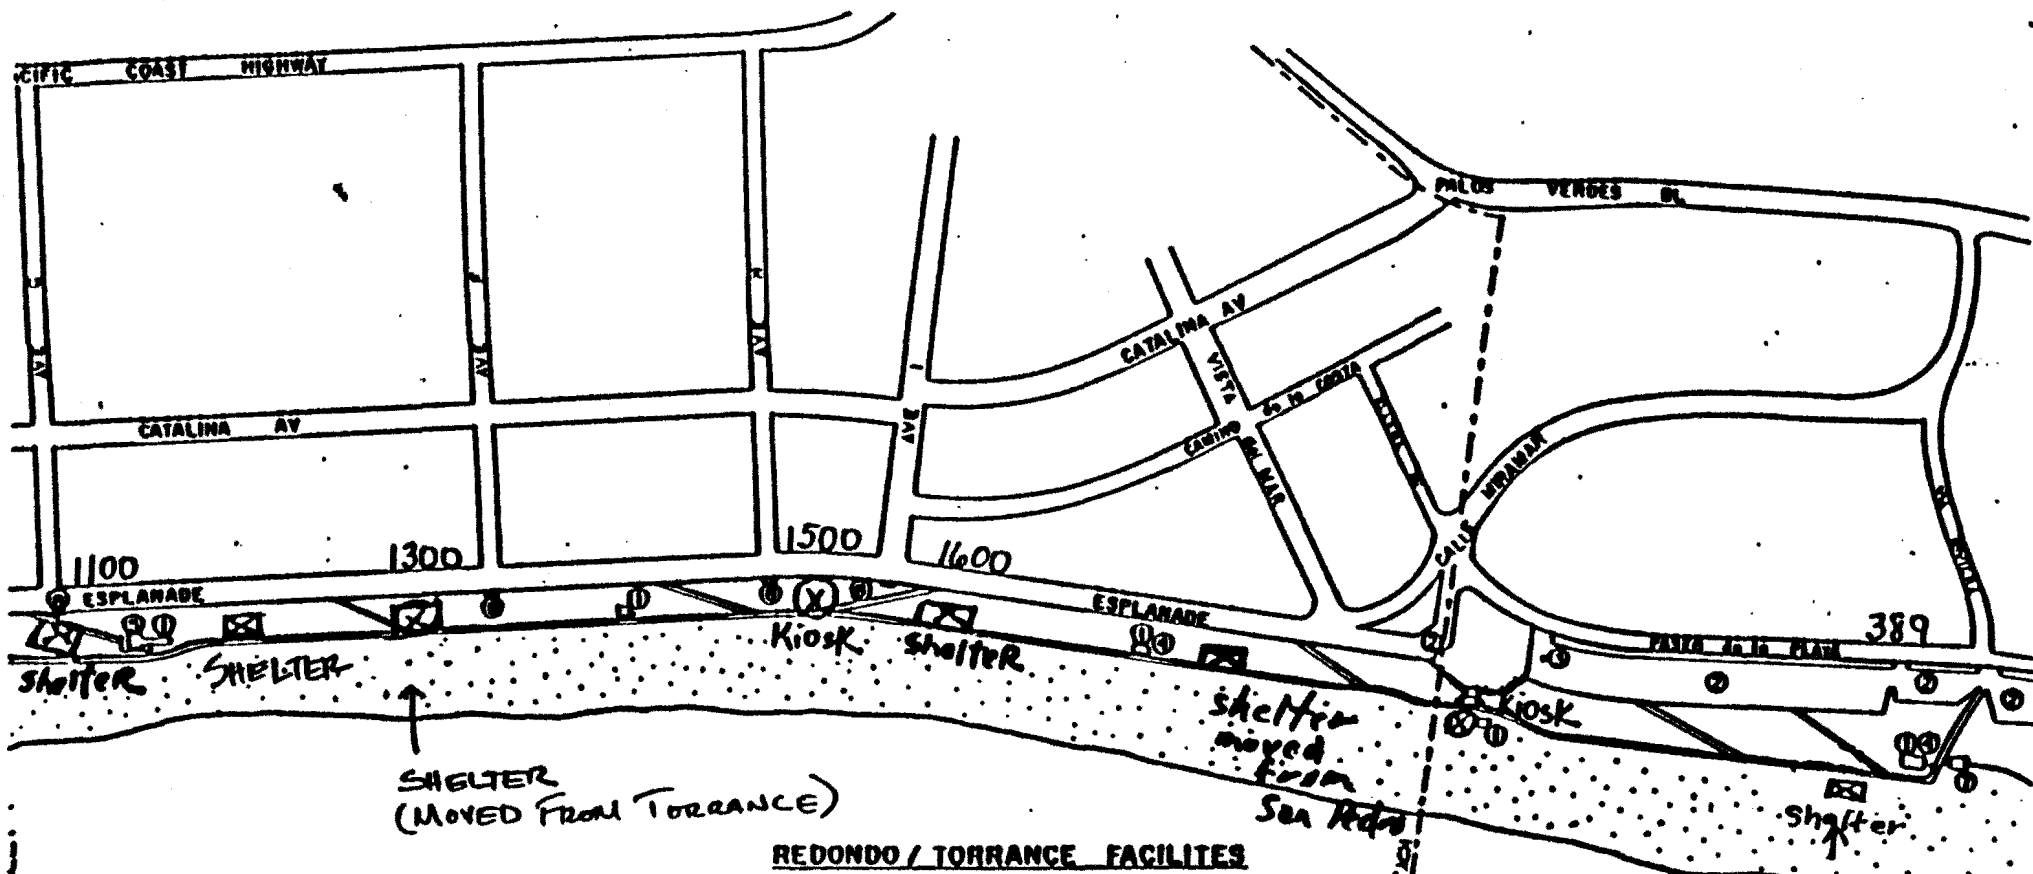 CIFIC COAST HIGHWAY
PALOS VERDES BL.
AV
AV
K
AV
I
AV
CATALINA AV
CATALINA AV
VISTA
del MAR
CAMINO de la COSTA
CALLE MIRAMAR
1100
1300
1500
1600
ESPLANADE
ESPLANADE
389
PASEO de la PLAYA
shelter
SHELTER
Kiosk
shelter
Kiosk
shelter
moved
from
San Pedro
shelter
SHELTER
(MOVED FROM TORRANCE)
REDONDO / TORRANCE FACILITES